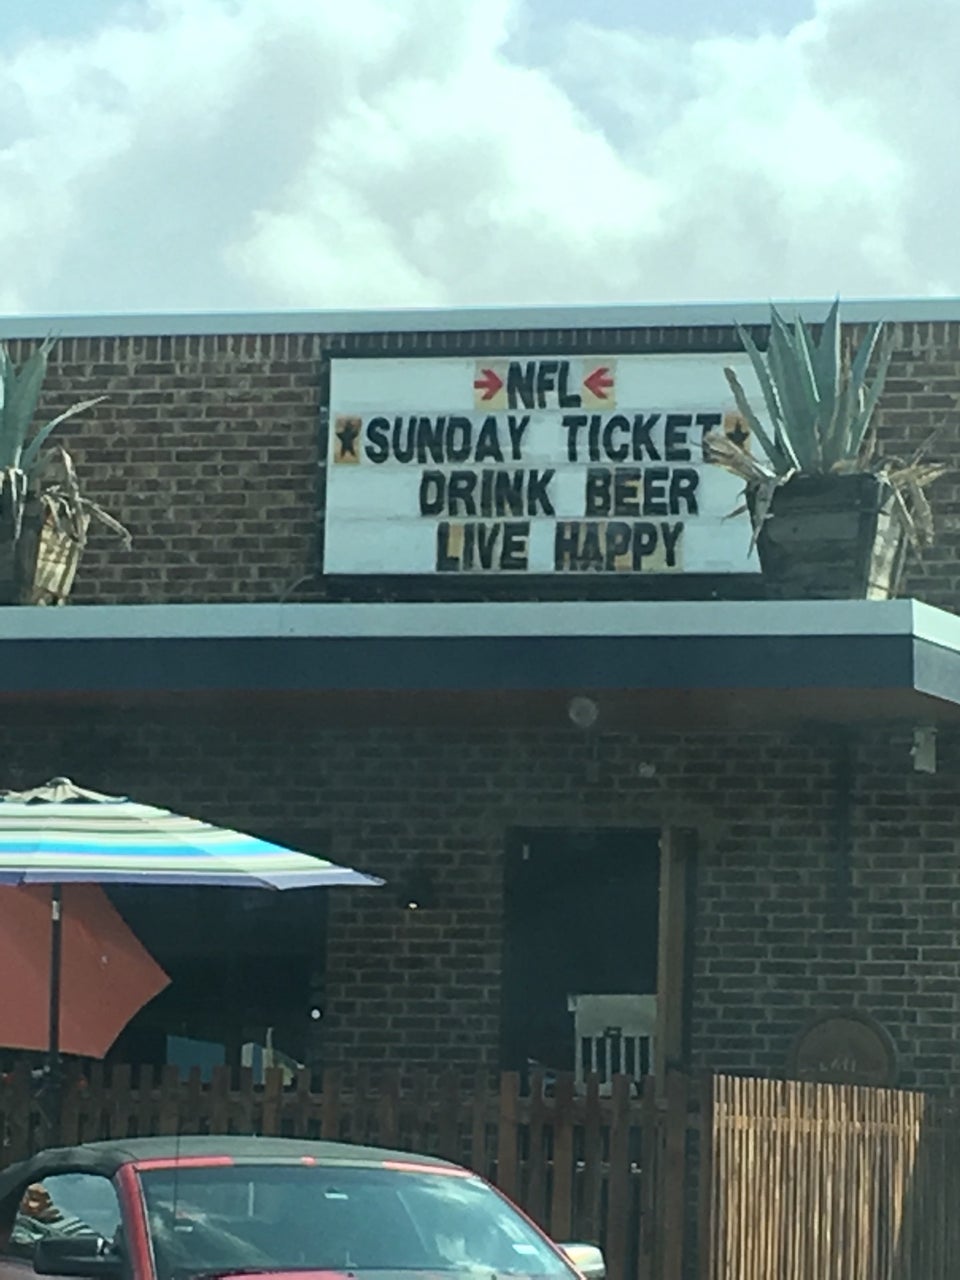 →NFL←
★SUNDAY TICKET★
DRINK BEER
LIVE HAPPY